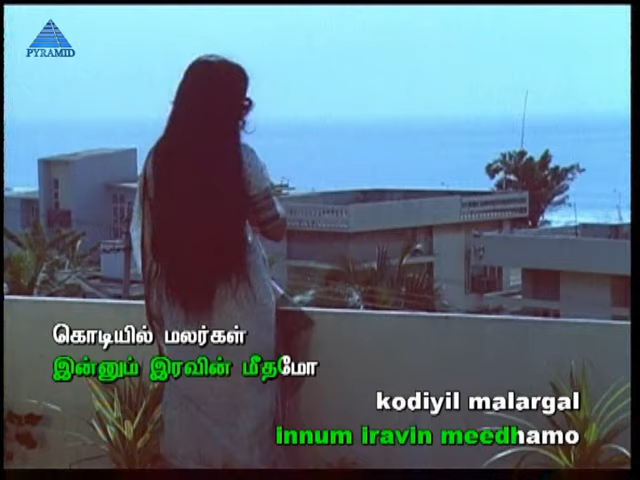 PYRAMID
கொடியில் மலர்கள்
இன்னும் இரவின் மீதமோ
kodiyil malargal
innum iravin meedhamo